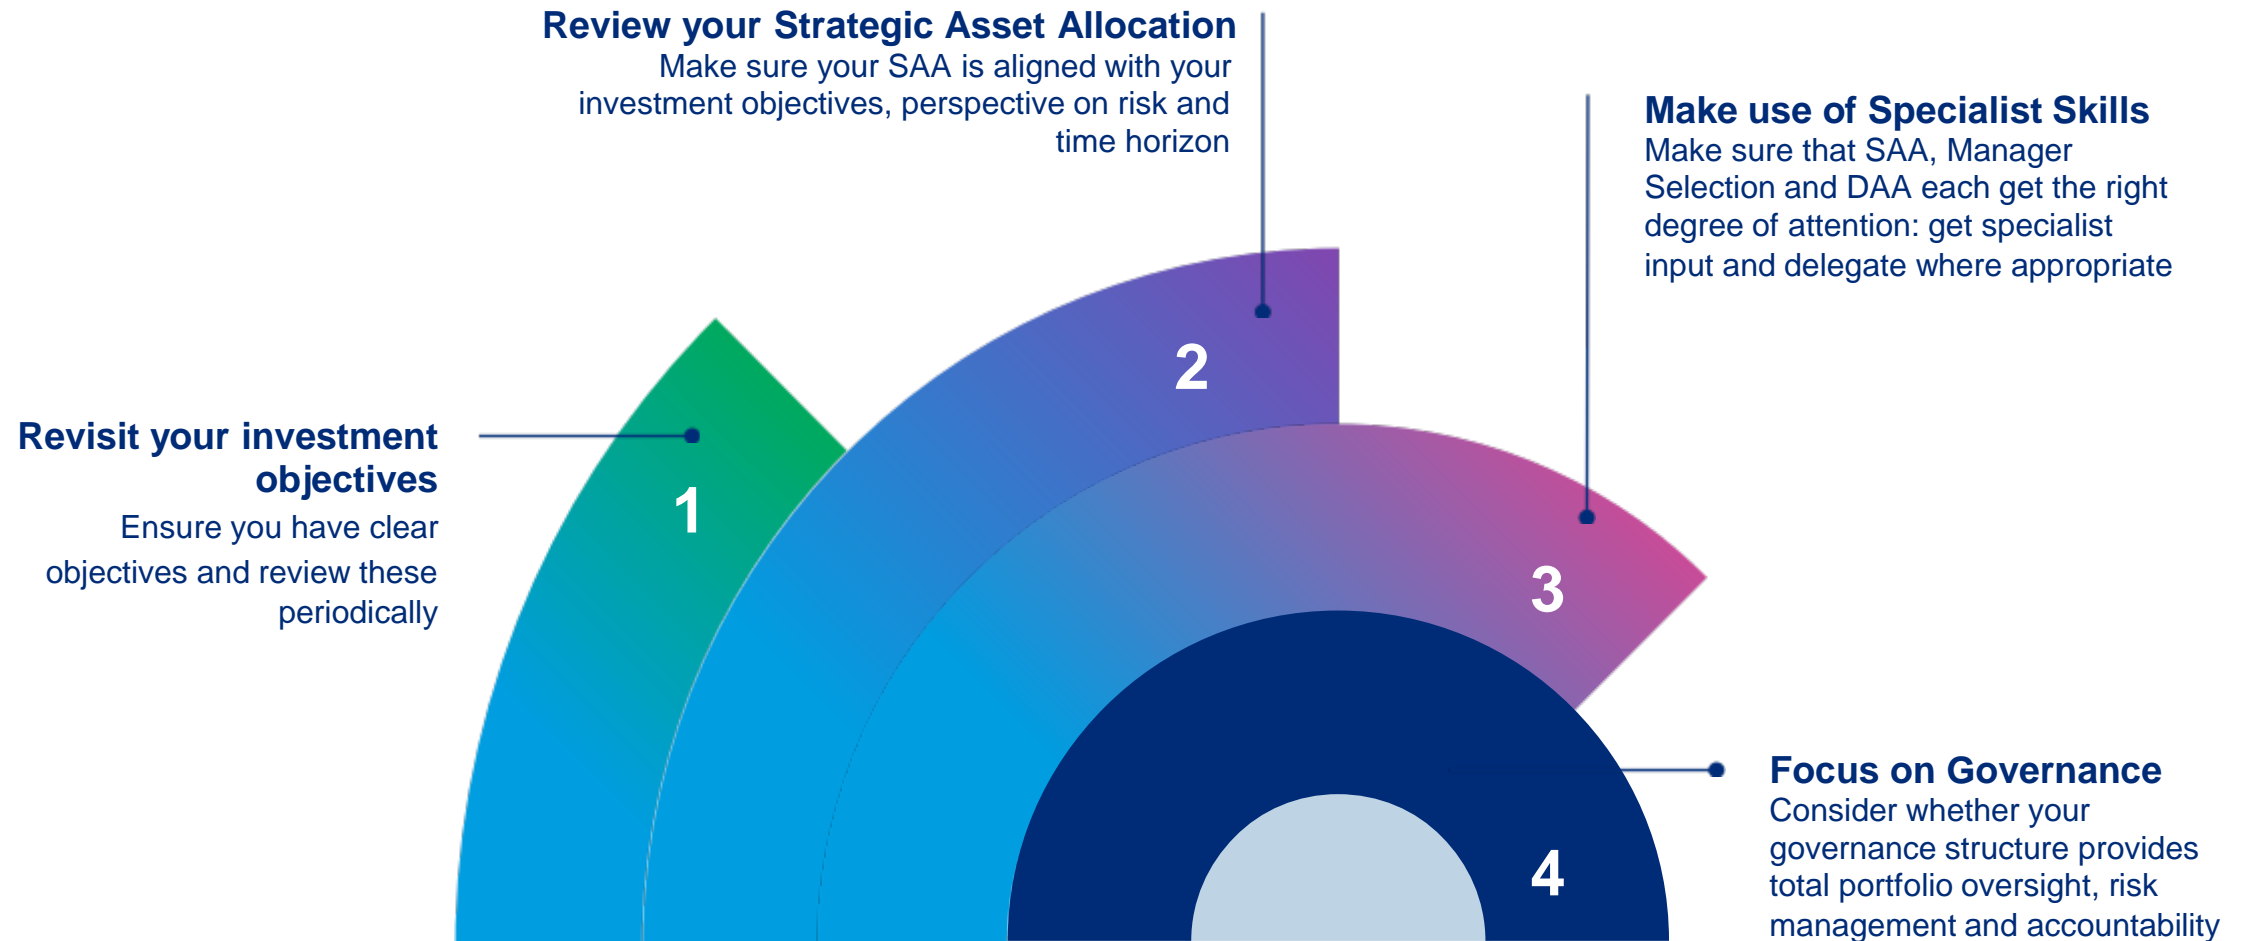 Review your Strategic Asset Allocation
Make sure your SAA is aligned with your
investment objectives, perspective on risk and
time horizon
Make use of Specialist Skills
Make sure that SAA, Manager
Selection and DAA each get the right
degree of attention: get specialist
input and delegate where appropriate
2
Revisit your investment
objectives
Ensure you have clear
objectives and review these
periodically
1
3
Focus on Governance
Consider whether your
governance structure provides
total portfolio oversight, risk
management and accountability
4